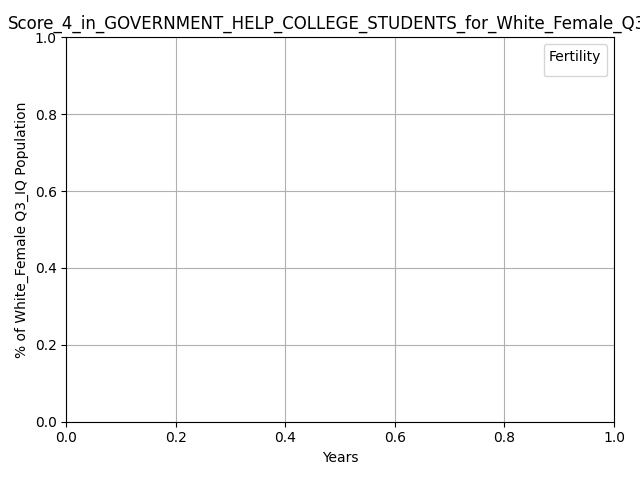 Score_4_in_GOVERNMENT_HELP_COLLEGE_STUDENTS_for_White_Female_Q3
Fertility
% of White_Female Q3_IQ Population
1.0
0.8
0.6
0.4
0.2
0.0
0.0 0.2 0.4 0.6 0.8 1.0
Years